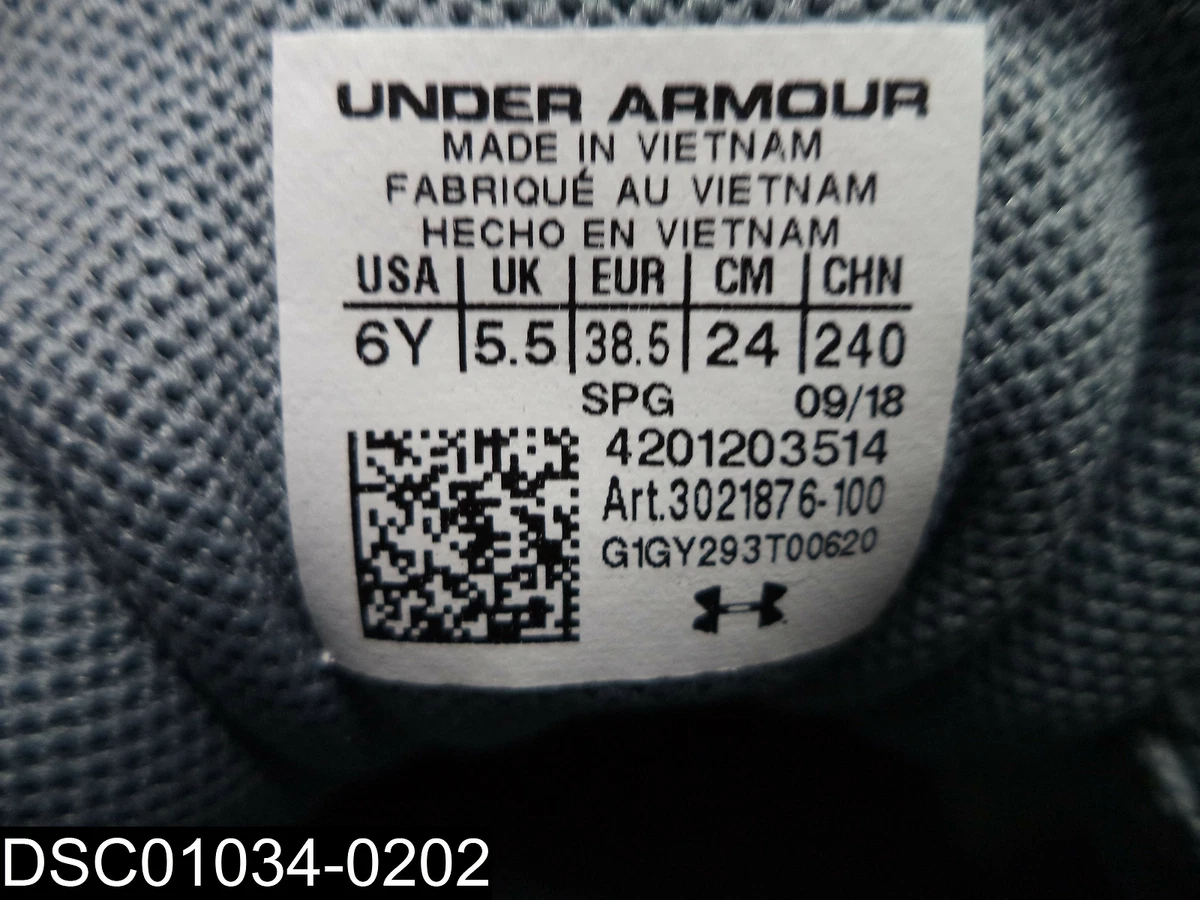 UNDER ARMOUR
MADE IN VIETNAM
FABRIQUÉ AU VIETNAM
HECHO EN VIETNAM
USA | UK | EUR | CM | CHN
6Y | 5.5 | 38.5 | 24 | 240
SPG 09/18
4201203514
Art.3021876-100
G1GY293T00620
DSC01034-0202